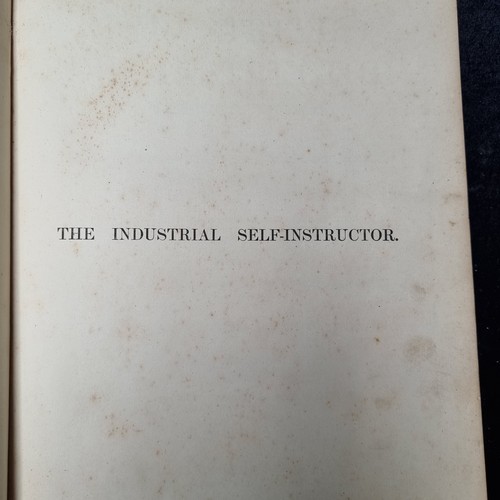 THE INDUSTRIAL SELF-INSTRUCTOR.